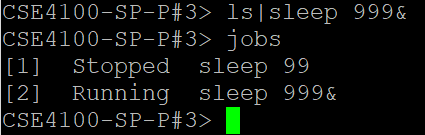 CSE4100-SP-P#3> ls|sleep 999&
CSE4100-SP-P#3> jobs
[1]  Stopped  sleep 99
[2]  Running  sleep 999&
CSE4100-SP-P#3>